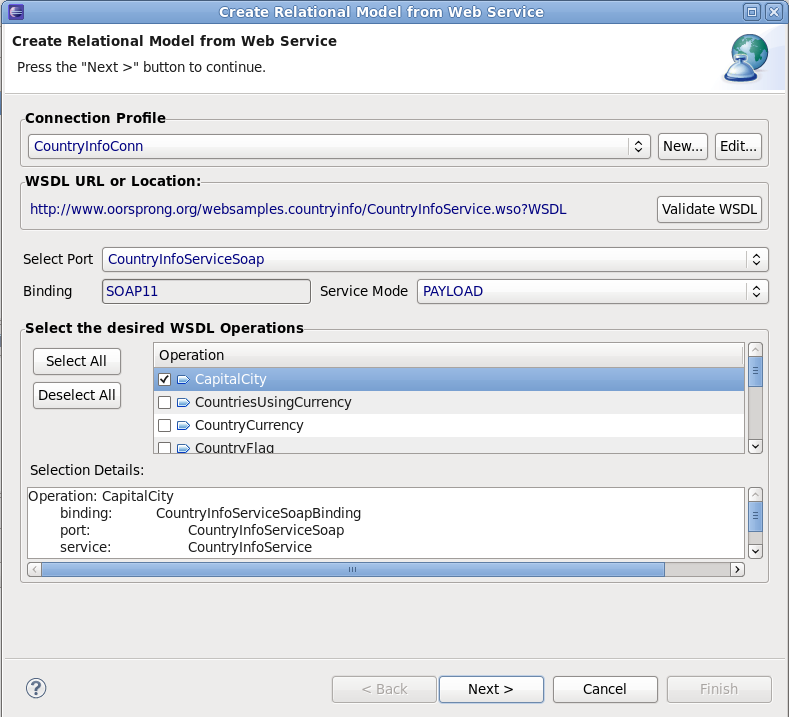 Create Relational Model from Web Service
Create Relational Model from Web Service
Press the "Next >" button to continue.
Connection Profile
CountryInfoConn New... Edit...
WSDL URL or Location:
http://www.oorsprong.org/websamples.countryinfo/CountryInfoService.wso?WSDL Validate WSDL
Select Port CountryInfoServiceSoap
Binding SOAP11 Service Mode PAYLOAD
Select the desired WSDL Operations
Select All
Deselect All
Operation
CapitalCity
CountriesUsingCurrency
CountryCurrency
CountryFlag
Selection Details:
Operation: CapitalCity
binding: CountryInfoServiceSoapBinding
port: CountryInfoServiceSoap
service: CountryInfoService
? < Back Next > Cancel Finish